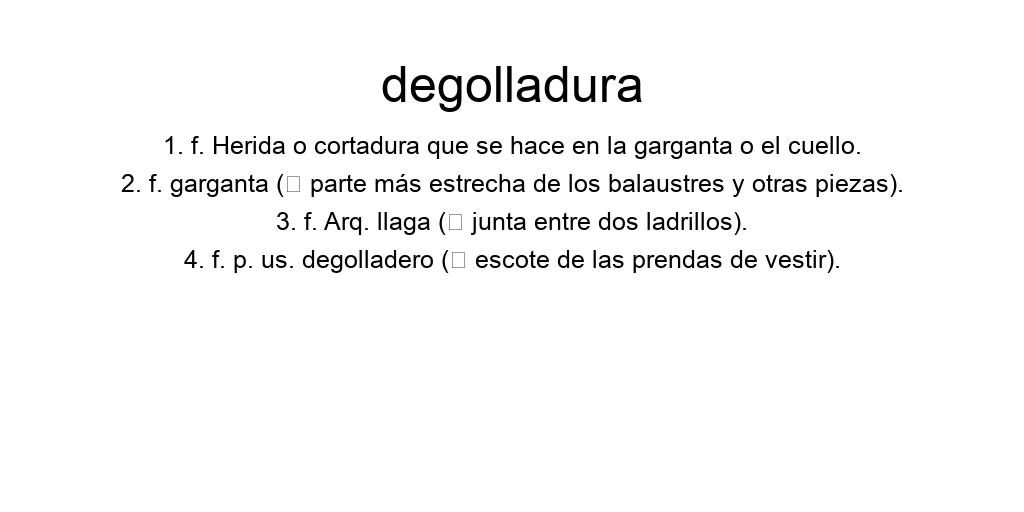 degolladura
1. f. Herida o cortadura que se hace en la garganta o el cuello.
2. f. garganta (□ parte más estrecha de los balaustres y otras piezas).
3. f. Arq. llaga (□ junta entre dos ladrillos).
4. f. p. us. degolladero (□ escote de las prendas de vestir).